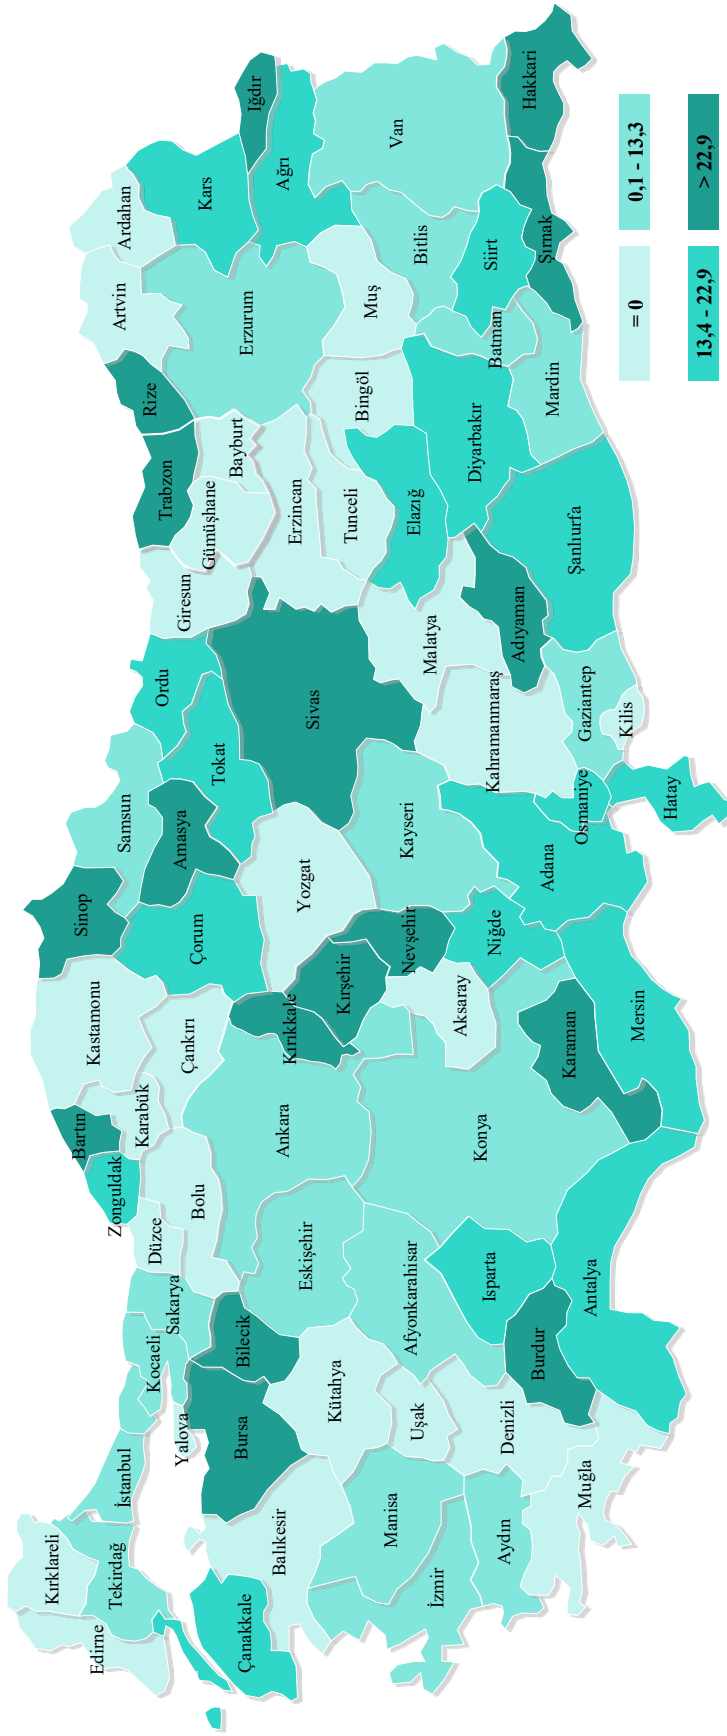 Kırklareli
Edirne
Tekirdağ
İstanbul
Yalova
Kocaeli
Sakarya
Düzce
Zonguldak
Bartın
Karabük
Kastamonu
Sinop
Samsun
Ordu
Giresun
Trabzon
Rize
Artvin
Ardahan
Çanakkale
Balıkesir
Bursa
Bilecik
Bolu
Çankırı
Çorum
Amasya
Tokat
Gümüşhane
Bayburt
Kars
Iğdır
Kütahya
Eskişehir
Ankara
Kırıkkale
Kırşehir
Yozgat
Sivas
Erzincan
Erzurum
Ağrı
Manisa
İzmir
Uşak
Afyonkarahisar
Konya
Aksaray
Nevşehir
Kayseri
Malatya
Tunceli
Elazığ
Bingöl
Muş
Bitlis
Van
Aydın
Denizli
Muğla
Burdur
Isparta
Antalya
Karaman
Mersin
Niğde
Adana
Kahramanmaraş
Osmaniye
Hatay
Gaziantep
Kilis
Adıyaman
Şanlıurfa
Diyarbakır
Mardin
Batman
Siirt
Şırnak
Hakkari
= 0
0,1 - 13,3
13,4 - 22,9
> 22,9